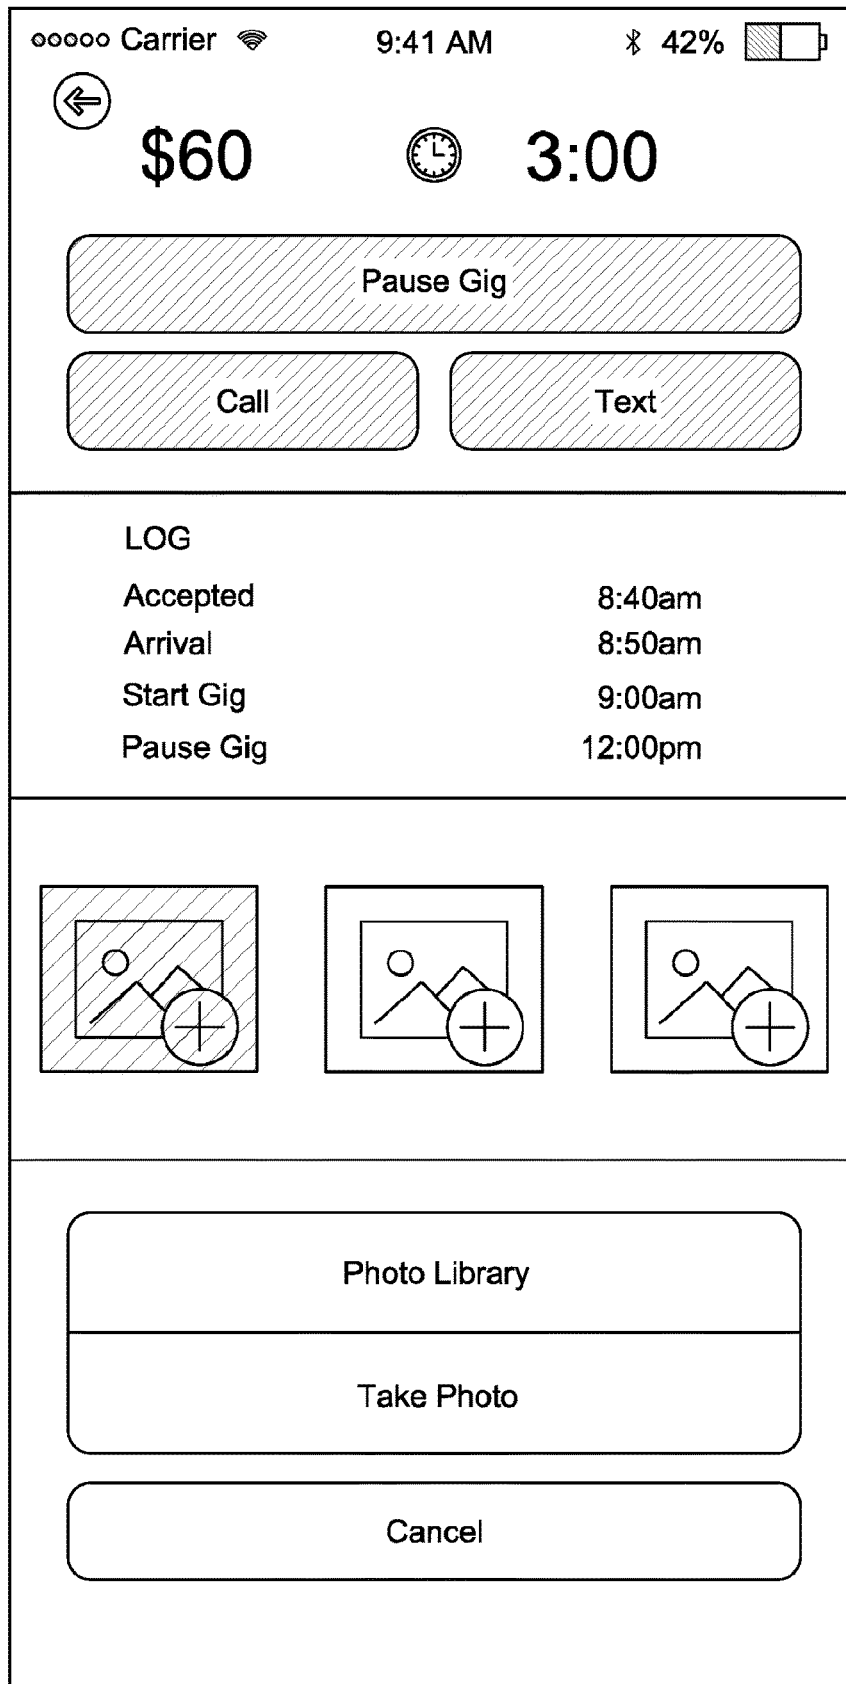 Carrier 9:41 AM 42%
$60 3:00
Pause Gig
Call Text
LOG
Accepted 8:40am
Arrival 8:50am
Start Gig 9:00am
Pause Gig 12:00pm
Photo Library
Take Photo
Cancel